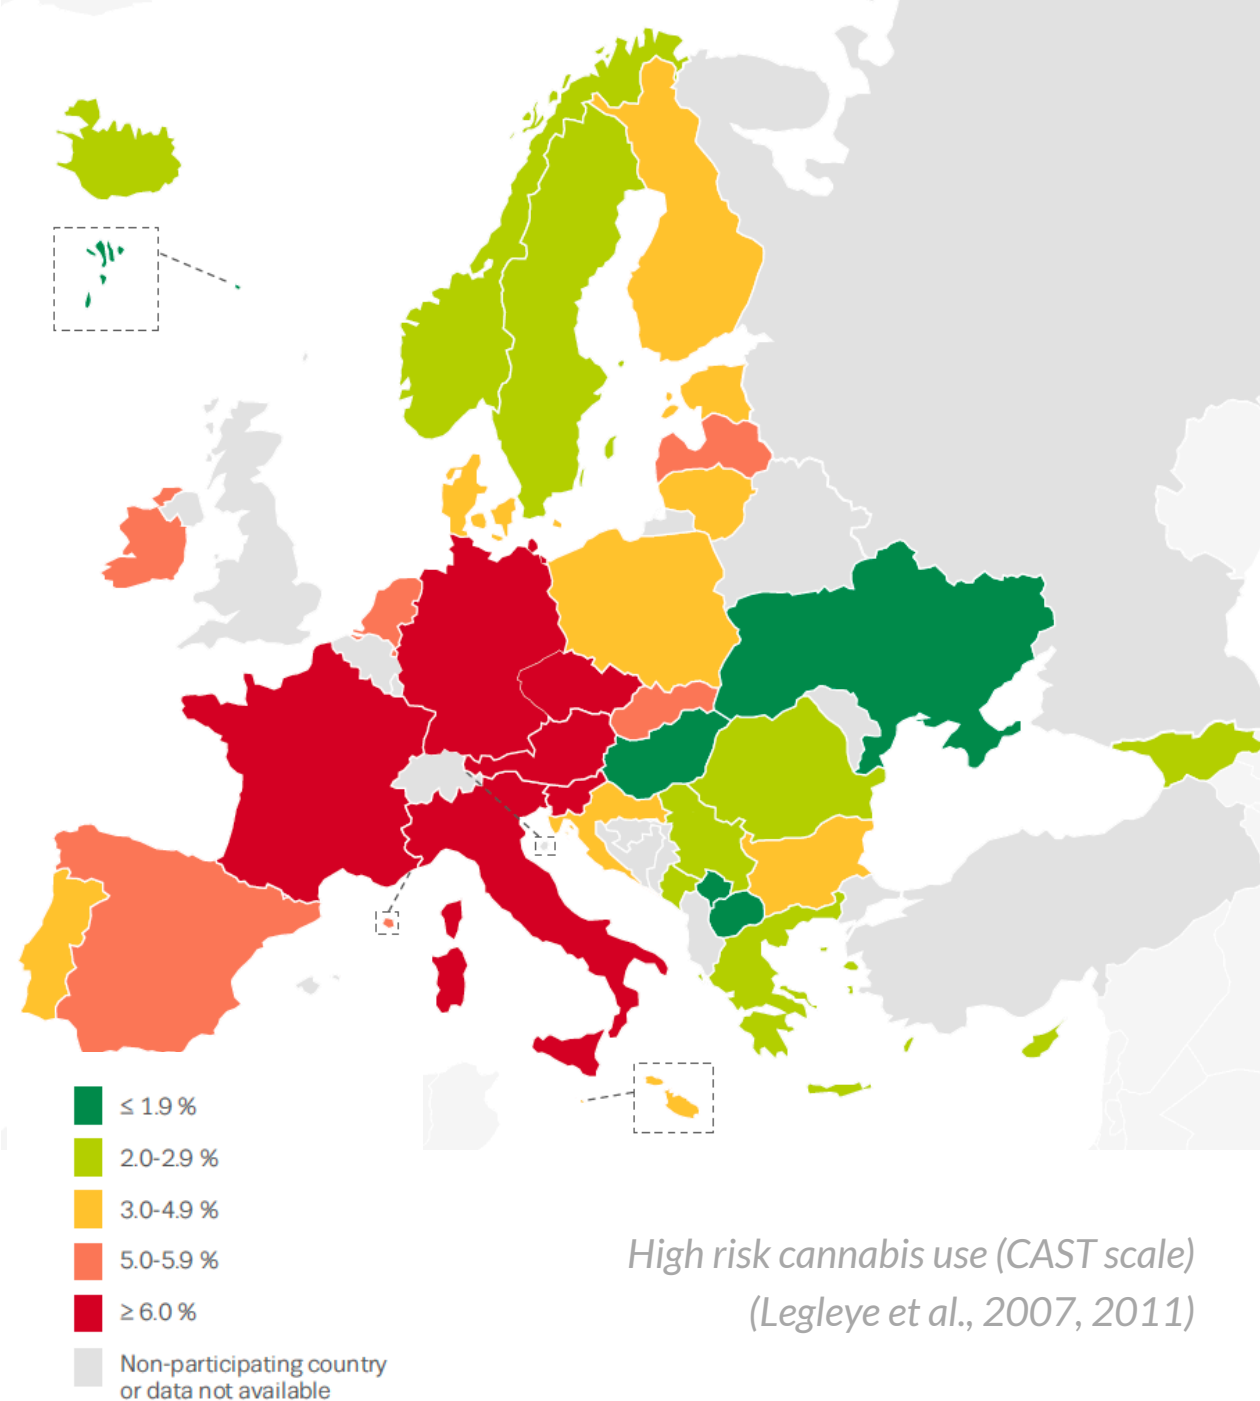 ≤ 1.9 %
2.0-2.9 %
3.0-4.9 %
5.0-5.9 %
≥ 6.0 %
Non-participating country
or data not available
High risk cannabis use (CAST scale)
(Legleye et al., 2007, 2011)